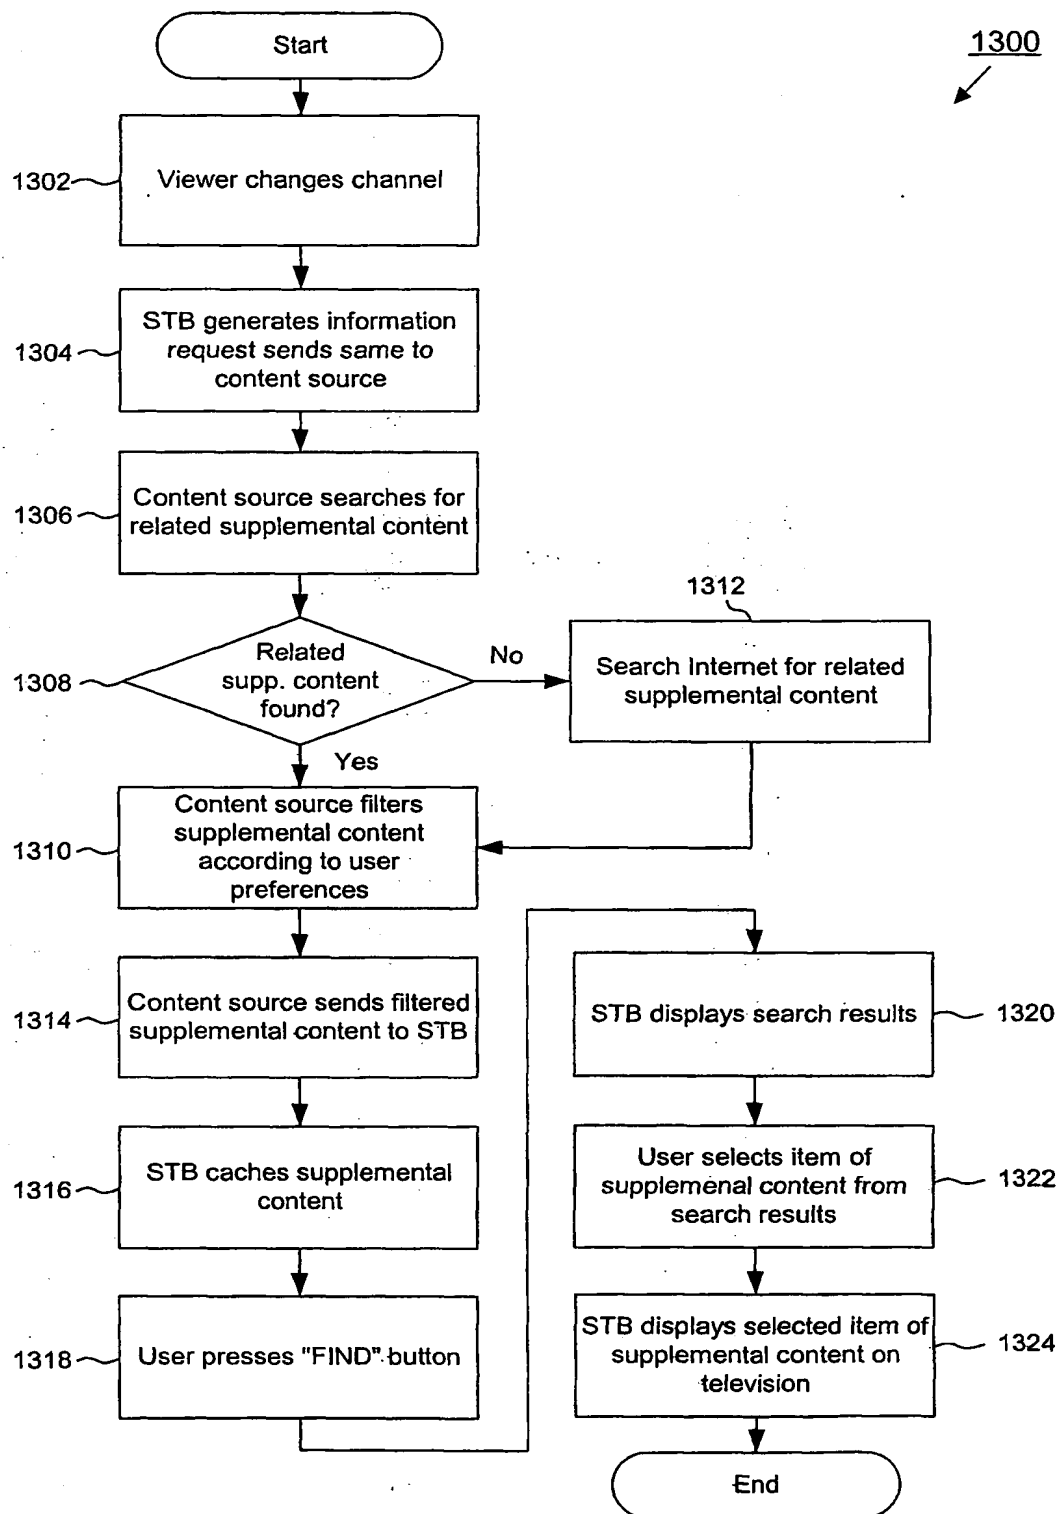 Start
1300
1302
Viewer changes channel
1304
STB generates information
request sends same to
content source
1306
Content source searches for
related supplemental content
1308
Related
supp. content
found?
No
1312
Search Internet for related
supplemental content
Yes
1310
Content source filters
supplemental content
according to user
preferences
1314
Content source sends filtered
supplemental content to STB
1316
STB caches supplemental
content
1318
User presses "FIND" button
STB displays search results
1320
User selects item of
supplemenal content from
search results
1322
STB displays selected item of
supplemental content on
television
1324
End